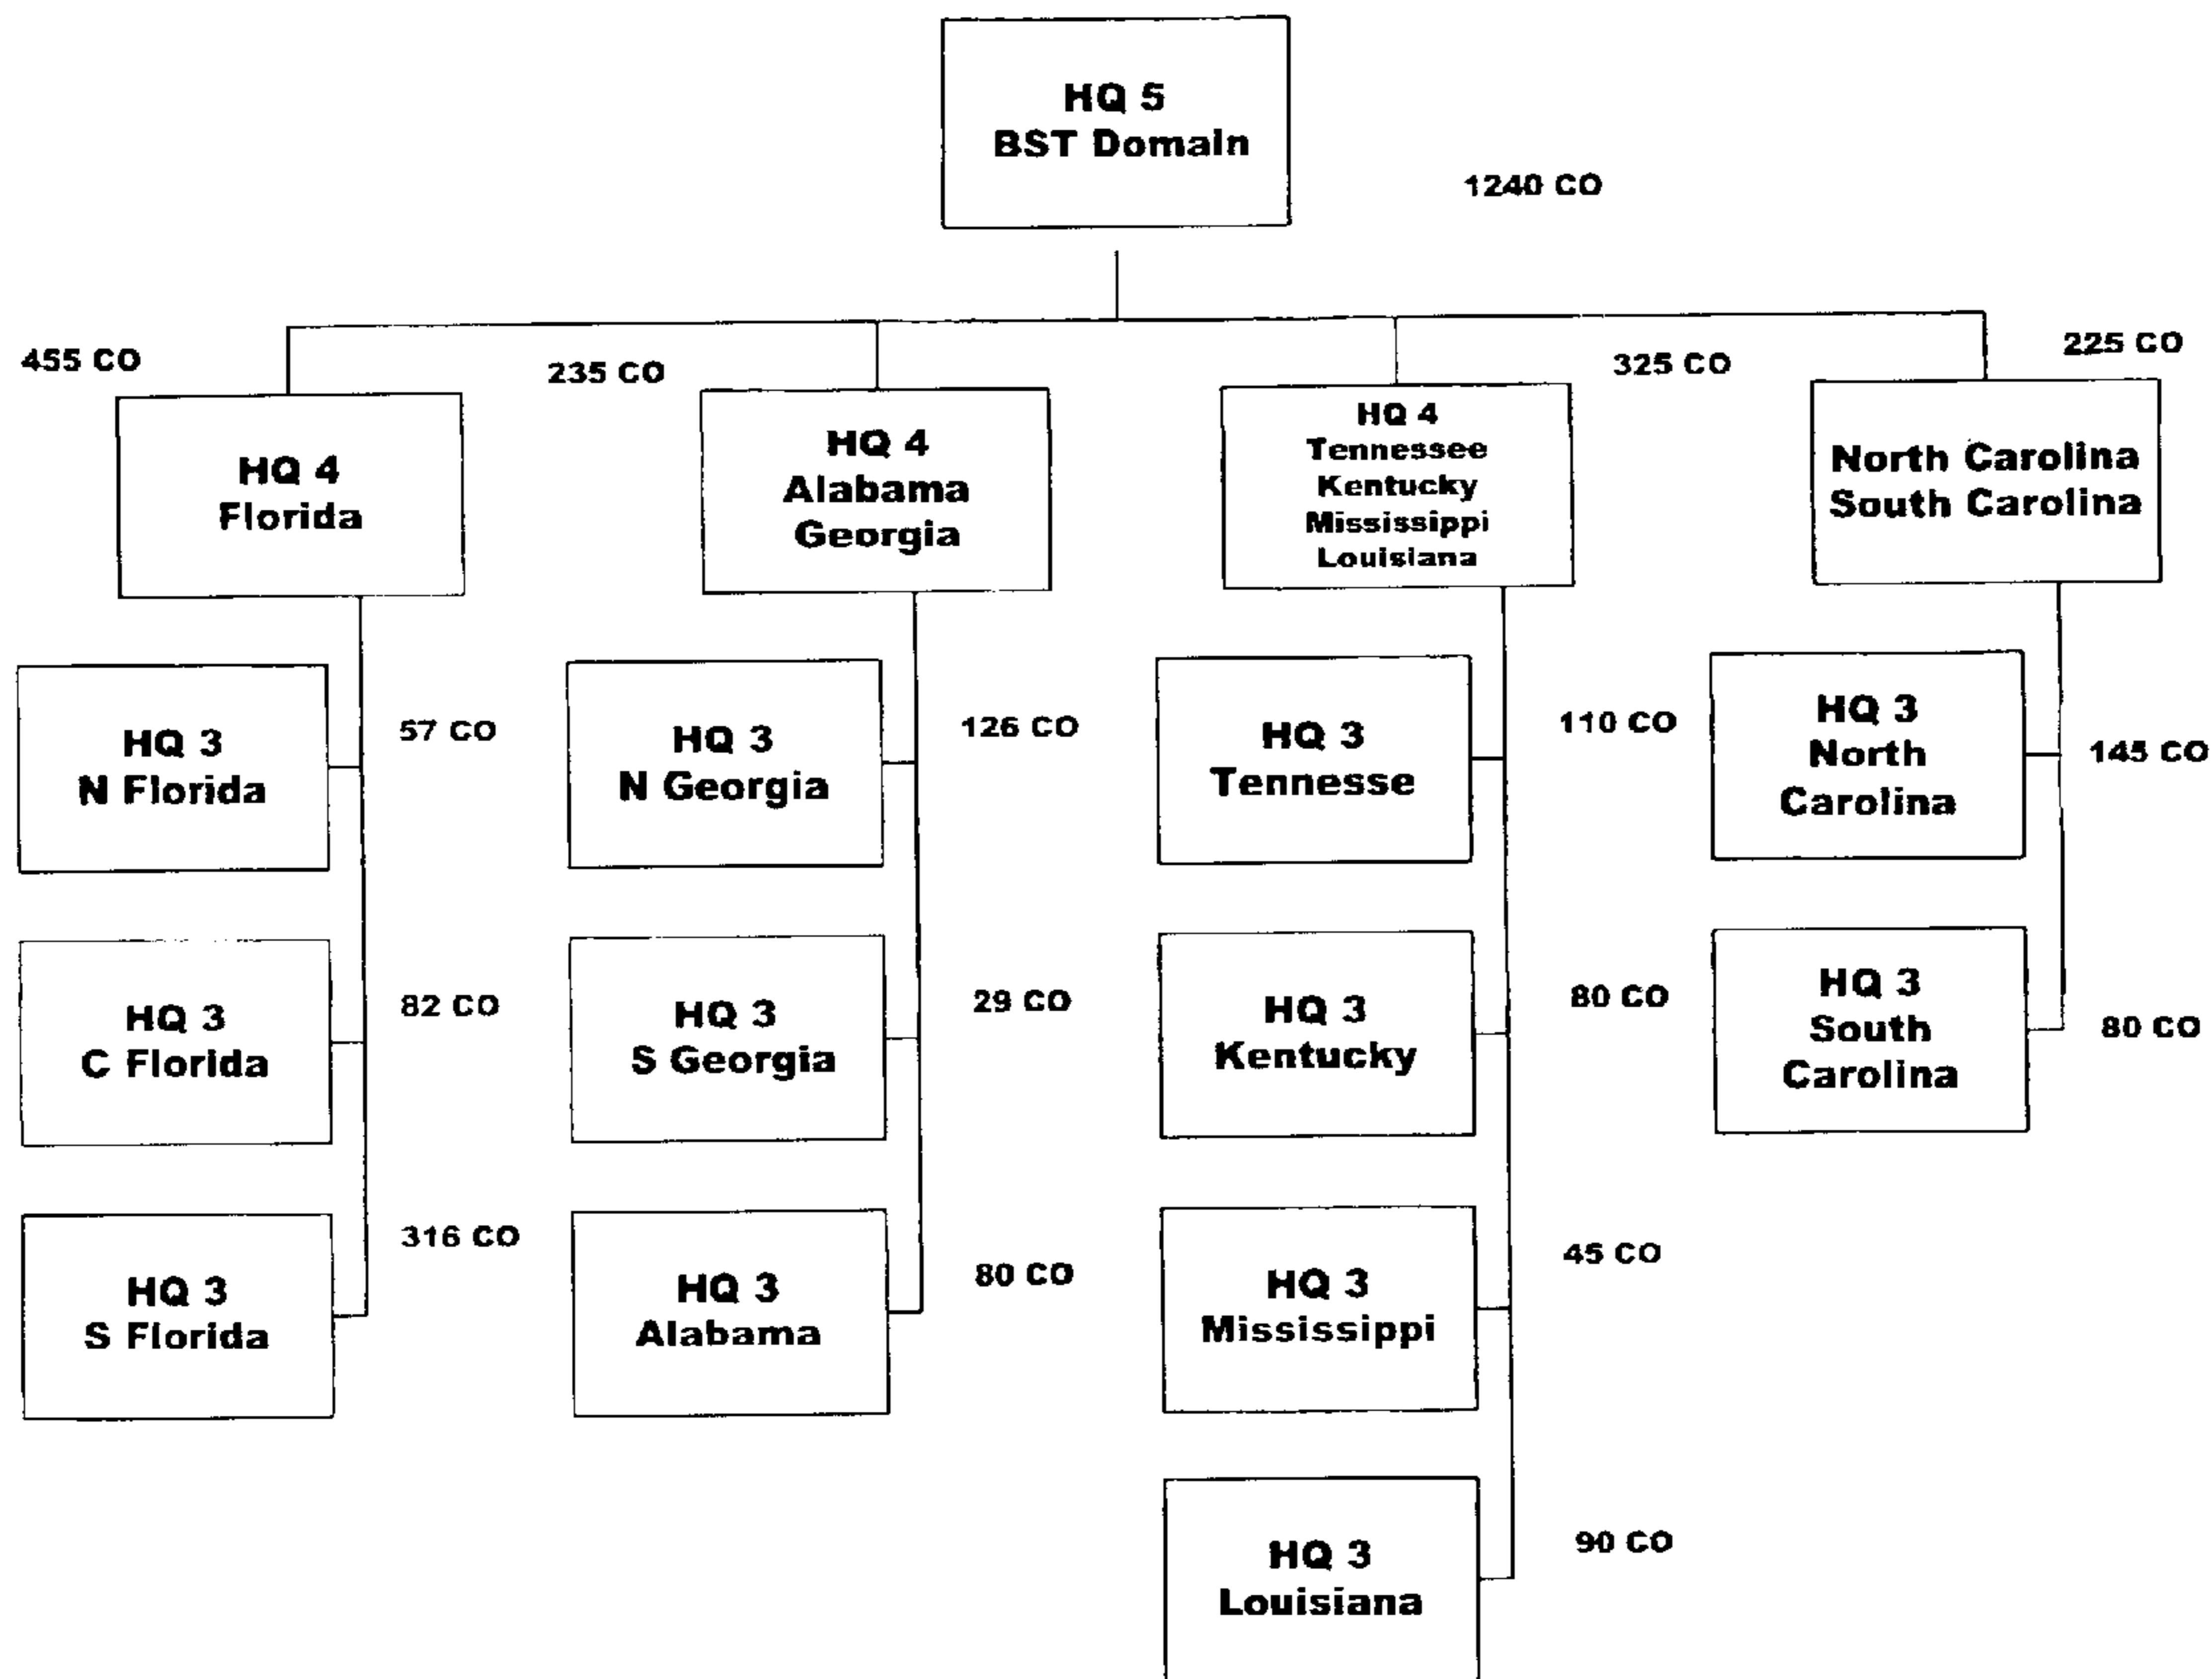 HQ 5
BST Domain
1240 CO
455 CO
235 CO
325 CO
225 CO
HQ 4
Florida
HQ 4
Alabama
Georgia
HQ 4
Tennessee
Kentucky
Mississippi
Louisiana
North Carolina
South Carolina
HQ 3
N Florida
57 CO
HQ 3
N Georgia
126 CO
HQ 3
Tennesse
110 CO
HQ 3
North
Carolina
145 CO
HQ 3
C Florida
82 CO
HQ 3
S Georgia
29 CO
HQ 3
Kentucky
80 CO
HQ 3
South
Carolina
80 CO
HQ 3
S Florida
316 CO
HQ 3
Alabama
80 CO
HQ 3
Mississippi
45 CO
HQ 3
Louisiana
90 CO